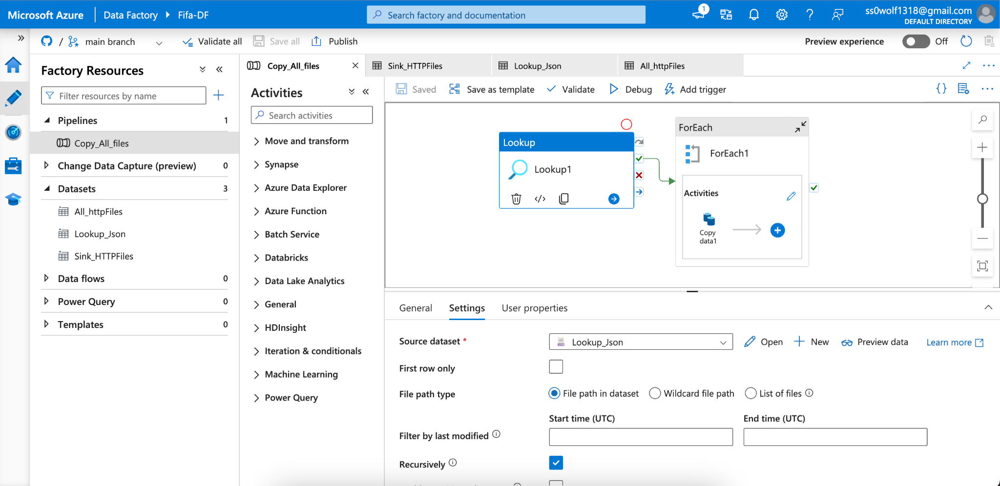 Microsoft Azure
Data Factory
Fifa-DF
Search factory and documentation
1
ss0wolf1318@gmail.com
DEFAULT DIRECTORY
/
main branch
Validate all
Save all
Publish
Preview experience
Off
Factory Resources
Filter resources by name
Pipelines 1
Copy_All_files
Change Data Capture (preview) 0
Datasets 3
All_httpFiles
Lookup_Json
Sink_HTTPFiles
Data flows 0
Power Query 0
Templates 0
Copy_All_files
Sink_HTTPFiles
Lookup_Json
All_httpFiles
Activities
Search activities
Move and transform
Synapse
Azure Data Explorer
Azure Function
Batch Service
Databricks
Data Lake Analytics
General
HDInsight
Iteration & conditionals
Machine Learning
Power Query
Saved
Save as template
Validate
Debug
Add trigger
Lookup
Lookup1
ForEach
ForEach1
Activities
Copy
data1
General
Settings
User properties
Source dataset *
Lookup_Json
Open
New
Preview data
Learn more
First row only
File path type
File path in dataset
Wildcard file path
List of files
Start time (UTC)
End time (UTC)
Filter by last modified
Recursively